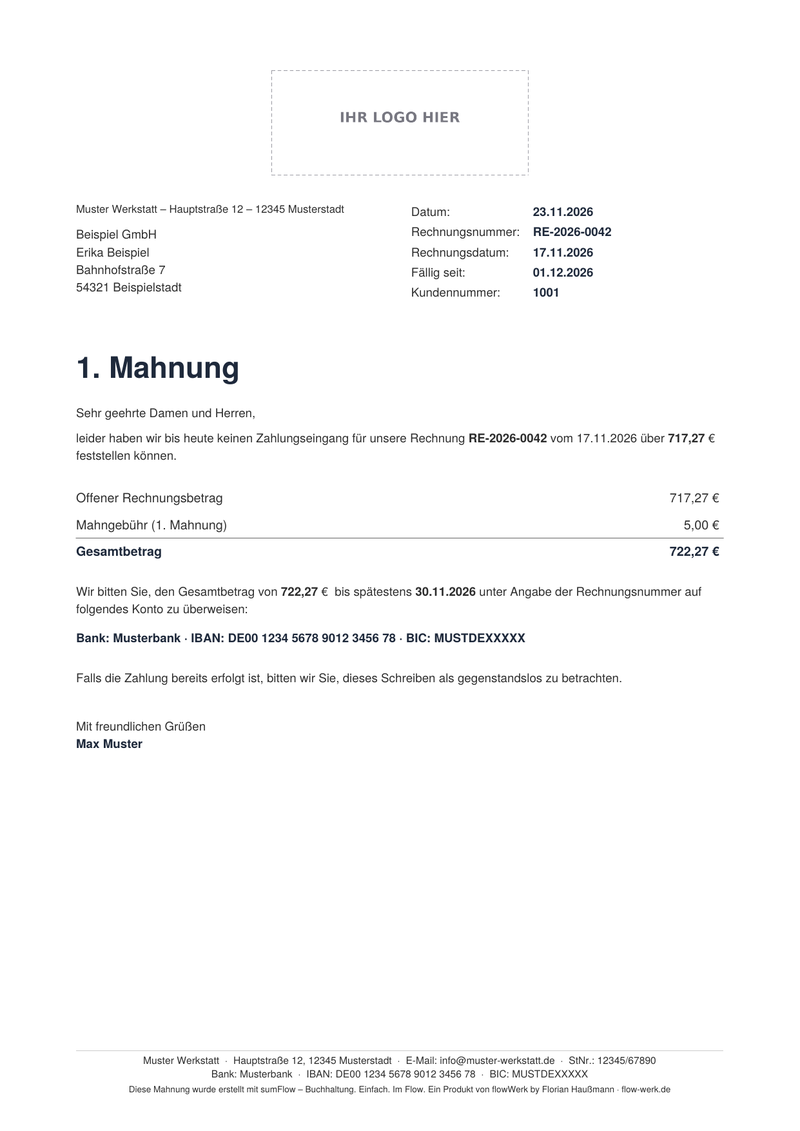 IHR LOGO HIER
Muster Werkstatt – Hauptstraße 12 – 12345 Musterstadt
Beispiel GmbH
Erika Beispiel
Bahnhofstraße 7
54321 Beispielstadt
Datum: 23.11.2026
Rechnungsnummer: RE-2026-0042
Rechnungsdatum: 17.11.2026
Fällig seit: 01.12.2026
Kundennummer: 1001
1. Mahnung
Sehr geehrte Damen und Herren,
leider haben wir bis heute keinen Zahlungseingang für unsere Rechnung RE-2026-0042 vom 17.11.2026 über 717,27 €
feststellen können.
Offener Rechnungsbetrag 717,27 €
Mahngebühr (1. Mahnung) 5,00 €
Gesamtbetrag 722,27 €
Wir bitten Sie, den Gesamtbetrag von 722,27 € bis spätestens 30.11.2026 unter Angabe der Rechnungsnummer auf
folgendes Konto zu überweisen:
Bank: Musterbank · IBAN: DE00 1234 5678 9012 3456 78 · BIC: MUSTDEXXXXX
Falls die Zahlung bereits erfolgt ist, bitten wir Sie, dieses Schreiben als gegenstandslos zu betrachten.
Mit freundlichen Grüßen
Max Muster
Muster Werkstatt · Hauptstraße 12, 12345 Musterstadt · E-Mail: info@muster-werkstatt.de · StNr.: 12345/67890
Bank: Musterbank · IBAN: DE00 1234 5678 9012 3456 78 · BIC: MUSTDEXXXXX
Diese Mahnung wurde erstellt mit sumFlow – Buchhaltung. Einfach. Im Flow. Ein Produkt von flowWerk by Florian Haußmann · flow-werk.de